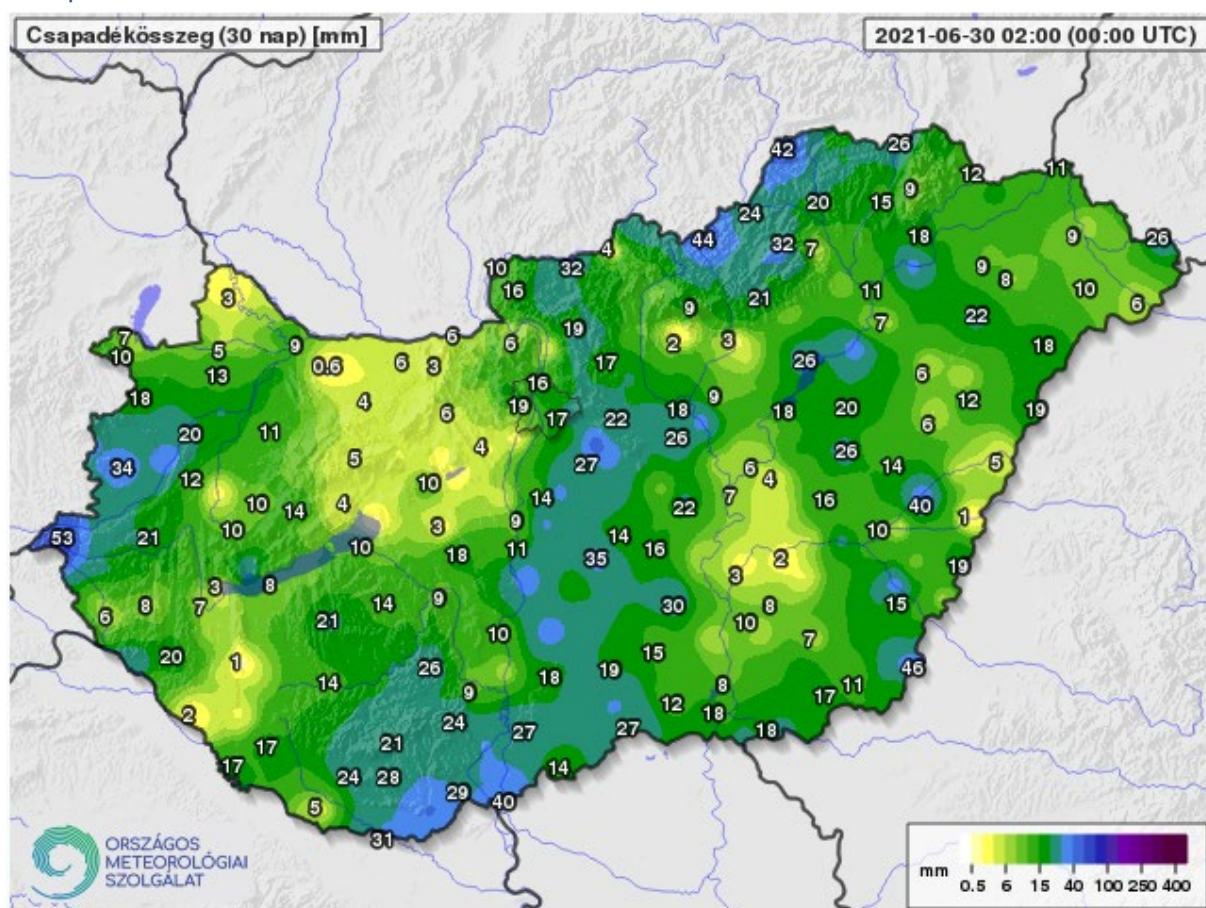 Csapadékösszeg (30 nap) [mm]
2021-06-30 02:00 (00:00 UTC)
42 26
12 11
9
24 20 15
44 32 7 18 9 26
4
10 32
16 9 8 10 6
3 9 21 11
7 19 7 22
10 5 9 6 6 2 3 18
13 0.6 6 3 17 26 6
18 4 16 9 12 19
6 19 17 22 18 18 20 6
20 11 26
34 5 4 27 6 26 14 5
12 10 4
10 14 4 14 22 7 16 40 1
53 21 10 3 9 14 10
10 18 11 35 16 2 19
3 8 3
6 8 7 14 9 30 8 15
21 10 10 7
20 1 26 15 46
14 9 18 19 8 17 11
2 24 12 18
17 21 27 27 18
17 24 28 14
5 29 40
31
ORSZÁGOS
METEOROLÓGIAI
SZOLGÁLAT
mm 0.5 6 15 40 100 250 400